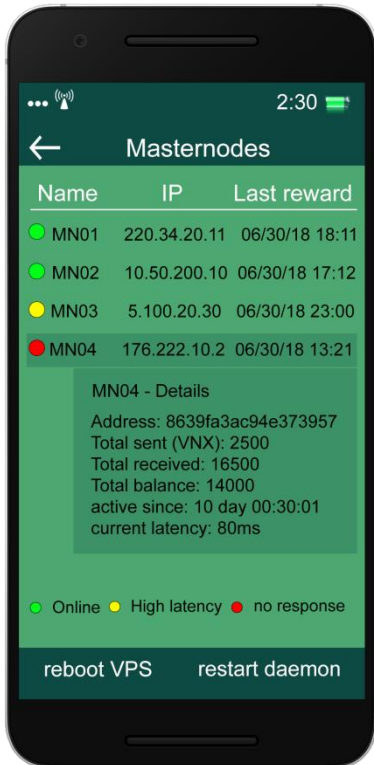 2:30
Masternodes
Name IP Last reward
MN01 220.34.20.11 06/30/18 18:11
MN02 10.50.200.10 06/30/18 17:12
MN03 5.100.20.30 06/30/18 23:00
MN04 176.222.10.2 06/30/18 13:21
MN04 - Details
Address: 8639fa3ac94e373957
Total sent (VNX): 2500
Total received: 16500
Total balance: 14000
active since: 10 day 00:30:01
current latency: 80ms
Online High latency no response
reboot VPS restart daemon